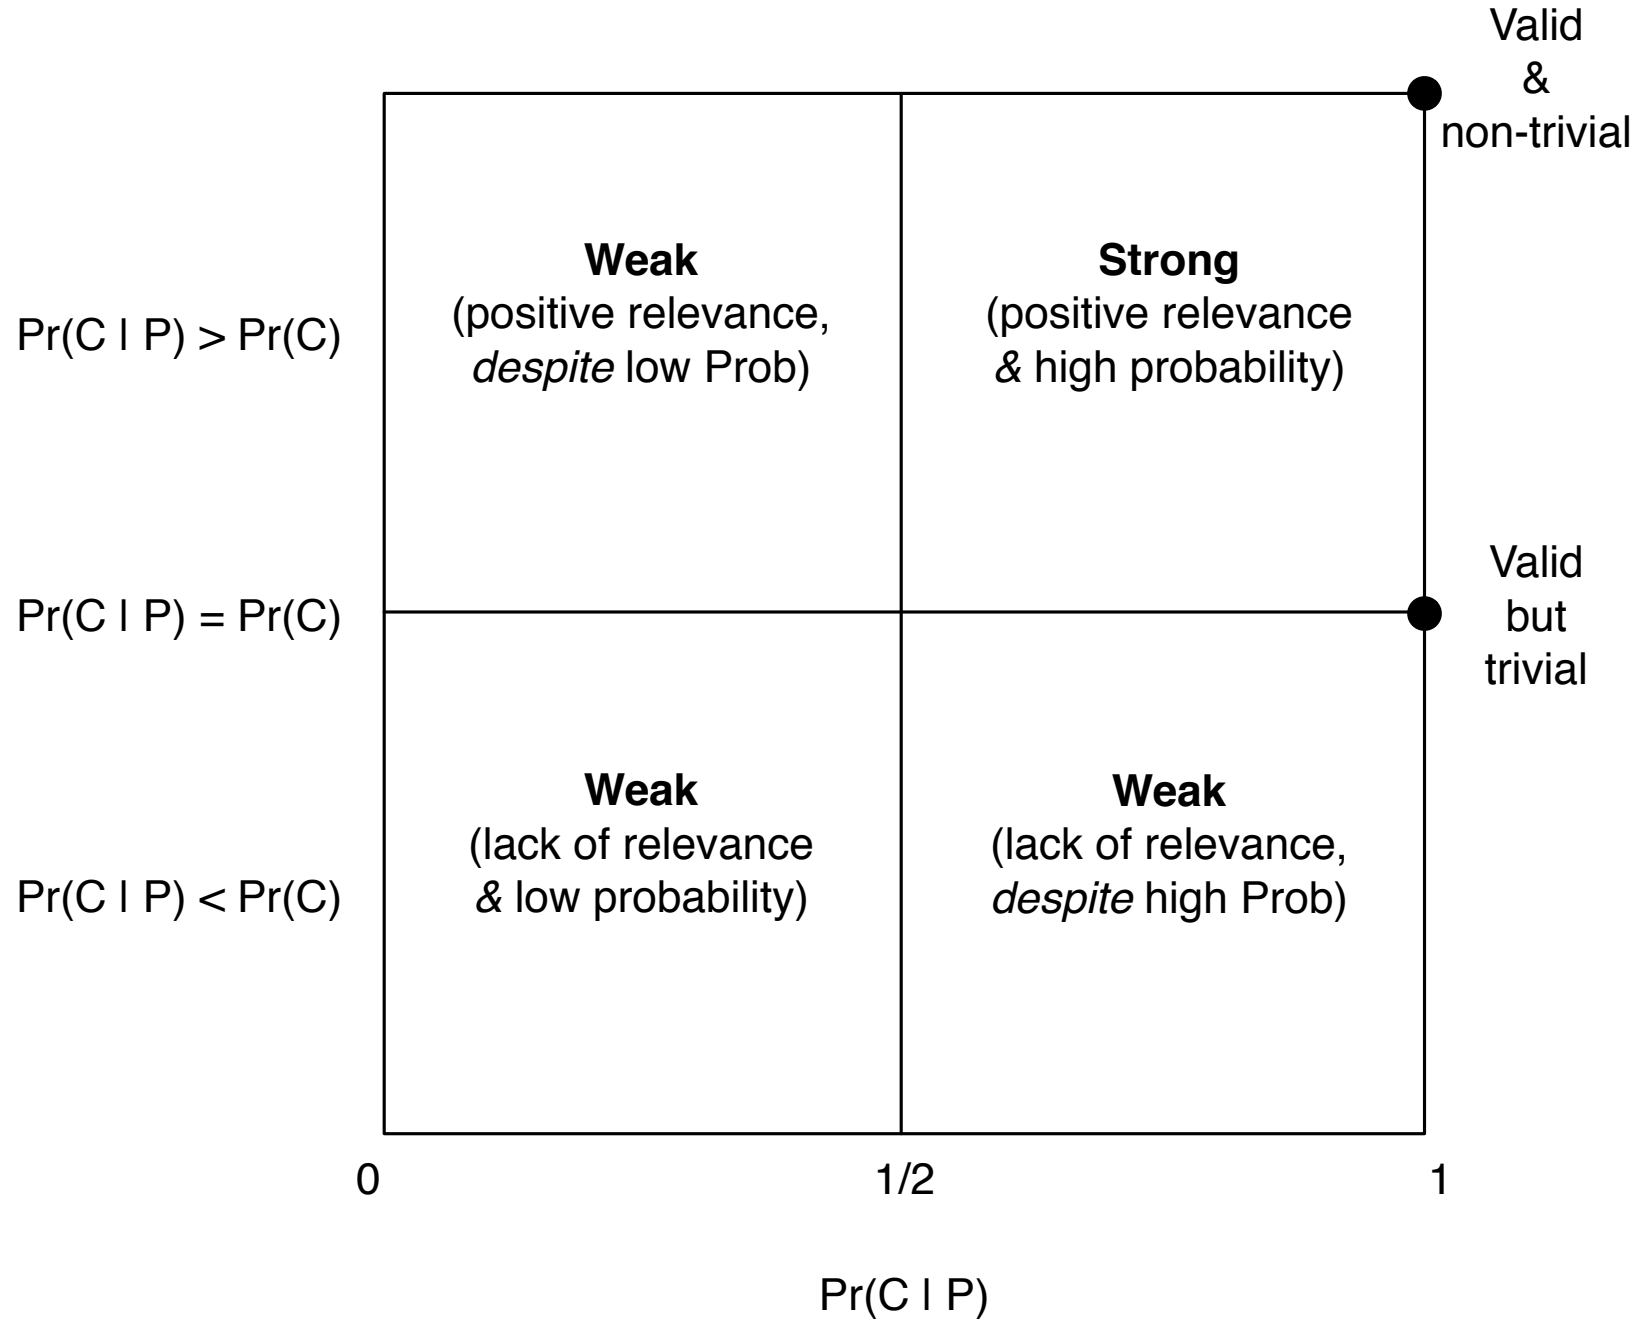 Valid
&
non-trivial
Weak
(positive relevance,
despite low Prob)
Strong
(positive relevance
& high probability)
Pr(C | P) > Pr(C)
Valid
but
trivial
Pr(C | P) = Pr(C)
Weak
(lack of relevance
& low probability)
Weak
(lack of relevance,
despite high Prob)
Pr(C | P) < Pr(C)
0
1/2
1
Pr(C | P)